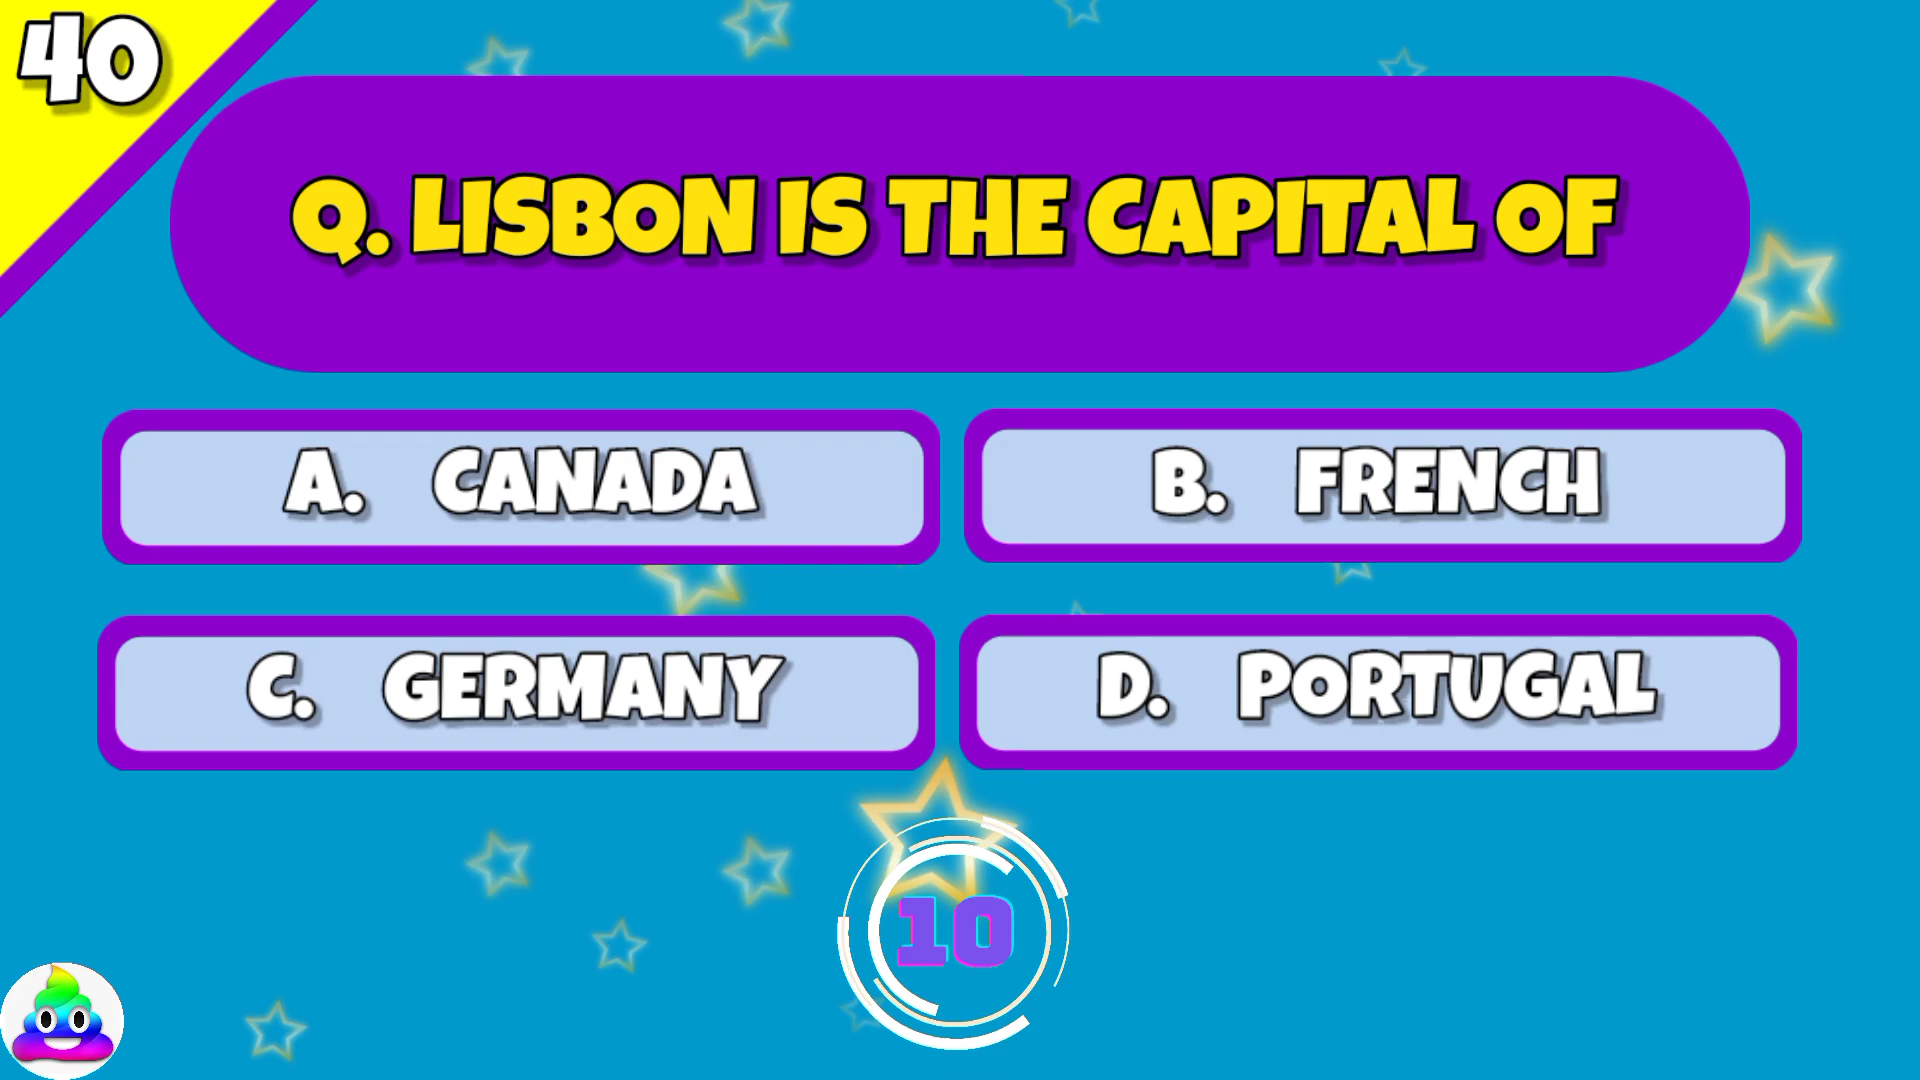 40
Q. LISBON IS THE CAPITAL OF
A. CANADA
B. FRENCH
C. GERMANY
D. PORTUGAL
10